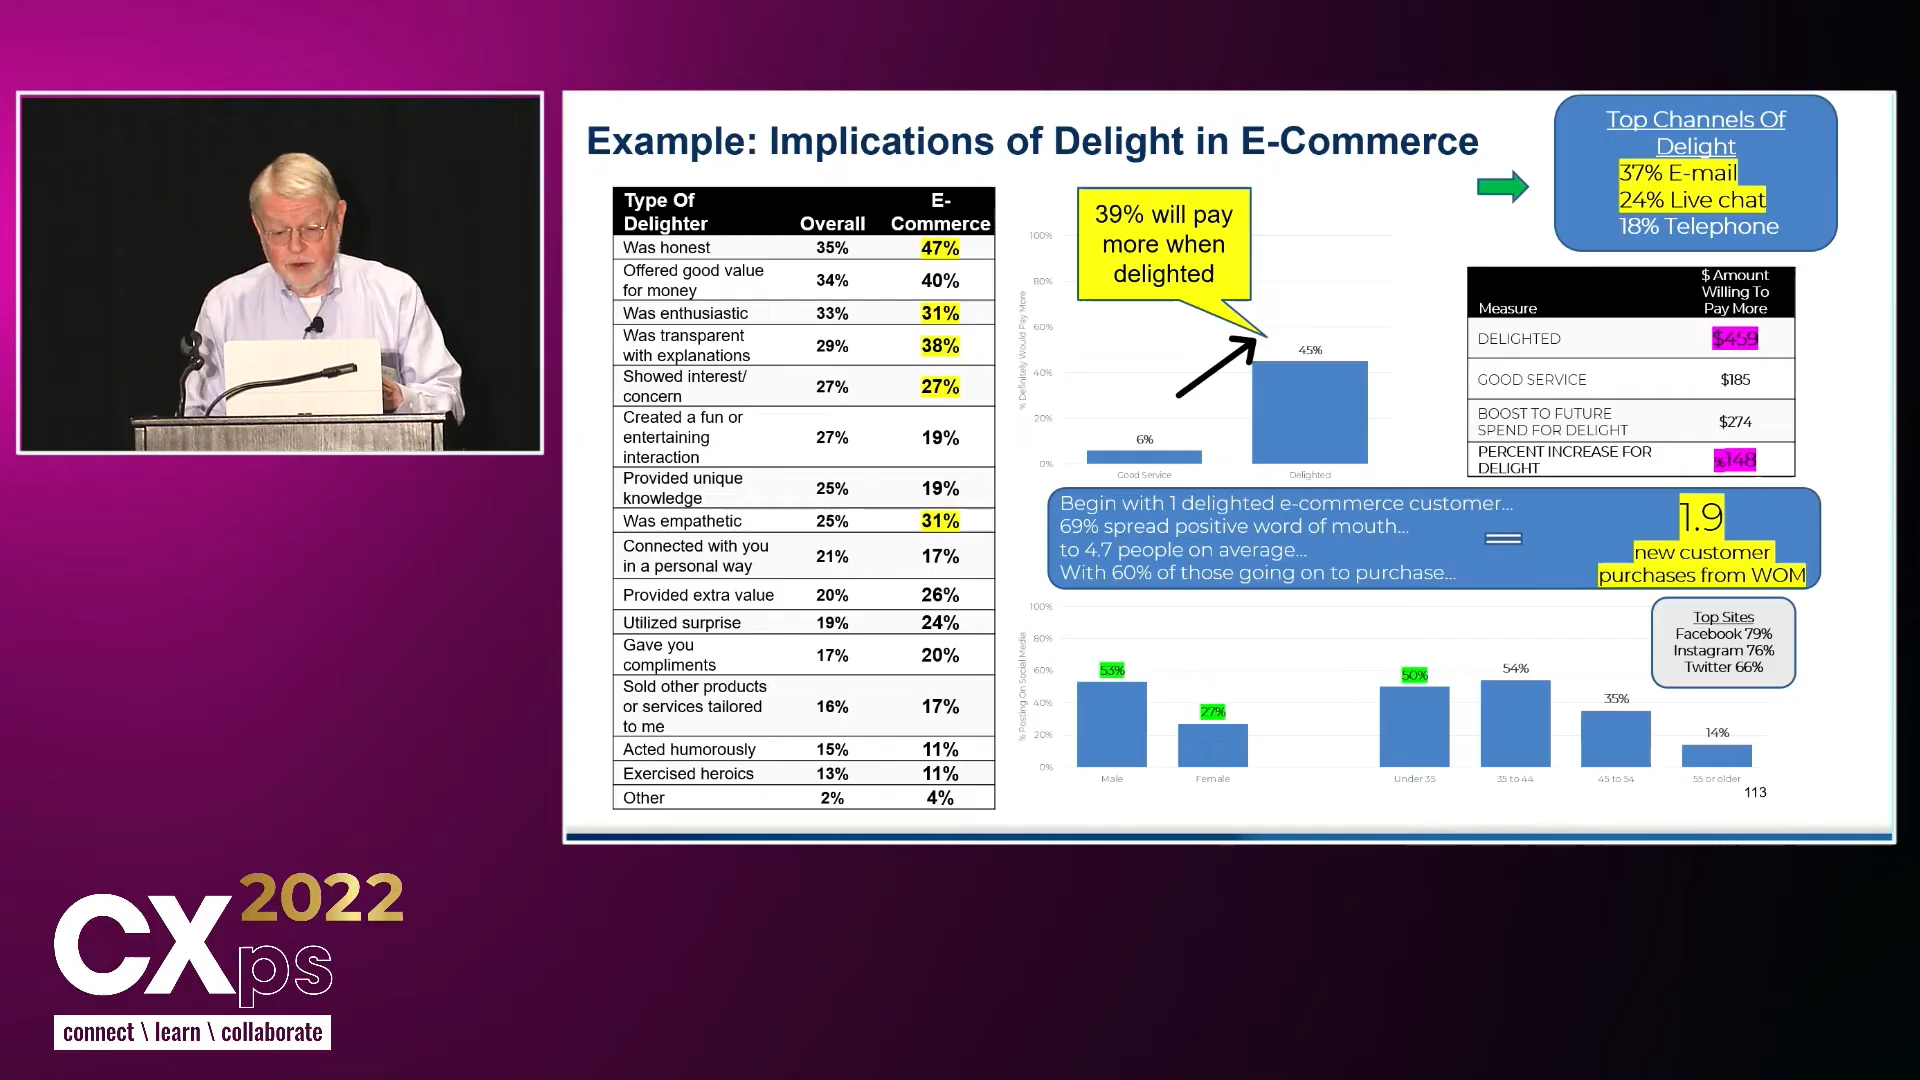 Example: Implications of Delight in E-Commerce
Top Channels Of
Delight
37% E-mail
24% Live chat
18% Telephone
Type Of
Delighter
Overall
E-
Commerce
Was honest 35% 47%
Offered good value
for money
34% 40%
Was enthusiastic 33% 31%
Was transparent
with explanations
29% 38%
Showed interest/
concern
27% 27%
Created a fun or
entertaining
interaction
27% 19%
Provided unique
knowledge
25% 19%
Was empathetic 25% 31%
Connected with you
in a personal way
21% 17%
Provided extra value 20% 26%
Utilized surprise 19% 24%
Gave you
compliments
17% 20%
Sold other products
or services tailored
to me
16% 17%
Acted humorously 15% 11%
Exercised heroics 13% 11%
Other 2% 4%
39% will pay
more when
delighted
% Definitely Would Pay More
100%
80%
60%
40%
20%
0%
6%
45%
Good Service
Delighted
Measure
$ Amount
Willing To
Pay More
DELIGHTED $459
GOOD SERVICE $185
BOOST TO FUTURE
SPEND FOR DELIGHT
$274
PERCENT INCREASE FOR
DELIGHT
%148
Begin with 1 delighted e-commerce customer...
69% spread positive word of mouth...
to 4.7 people on average...
With 60% of those going on to purchase...
=
1.9
new customer
purchases from WOM
% Posting On Social Media
100%
80%
60%
40%
20%
0%
53%
27%
50%
54%
35%
14%
Male
Female
Under 35
35 to 44
45 to 54
55 or older
Top Sites
Facebook 79%
Instagram 76%
Twitter 66%
113
CX 2022
ps
connect \ learn \ collaborate